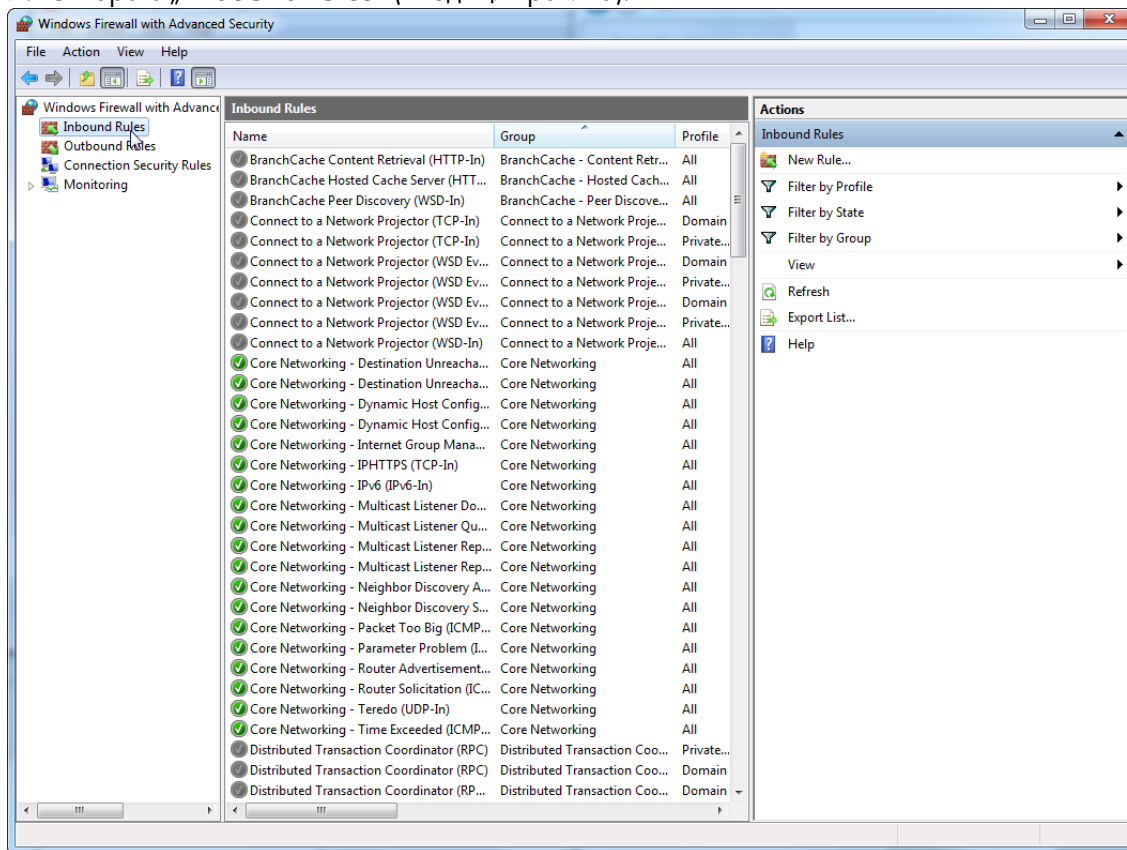 Windows Firewall with Advanced Security
File Action View Help
Windows Firewall with Advance
Inbound Rules
Outbound Rules
Connection Security Rules
Monitoring
Inbound Rules
Name Group Profile
BranchCache Content Retrieval (HTTP-In) BranchCache - Content Retr... All
BranchCache Hosted Cache Server (HTT... BranchCache - Hosted Cach... All
BranchCache Peer Discovery (WSD-In) BranchCache - Peer Discove... All
Connect to a Network Projector (TCP-In) Connect to a Network Proje... Domain
Connect to a Network Projector (TCP-In) Connect to a Network Proje... Private...
Connect to a Network Projector (WSD Ev... Connect to a Network Proje... Domain
Connect to a Network Projector (WSD Ev... Connect to a Network Proje... Private...
Connect to a Network Projector (WSD Ev... Connect to a Network Proje... Domain
Connect to a Network Projector (WSD Ev... Connect to a Network Proje... Private...
Connect to a Network Projector (WSD-In) Connect to a Network Proje... All
Core Networking - Destination Unreacha... Core Networking All
Core Networking - Destination Unreacha... Core Networking All
Core Networking - Dynamic Host Config... Core Networking All
Core Networking - Dynamic Host Config... Core Networking All
Core Networking - Internet Group Mana... Core Networking All
Core Networking - IPHTTPS (TCP-In) Core Networking All
Core Networking - IPv6 (IPv6-In) Core Networking All
Core Networking - Multicast Listener Do... Core Networking All
Core Networking - Multicast Listener Qu... Core Networking All
Core Networking - Multicast Listener Rep... Core Networking All
Core Networking - Multicast Listener Rep... Core Networking All
Core Networking - Neighbor Discovery A... Core Networking All
Core Networking - Neighbor Discovery S... Core Networking All
Core Networking - Packet Too Big (ICMP... Core Networking All
Core Networking - Parameter Problem (I... Core Networking All
Core Networking - Router Advertisement... Core Networking All
Core Networking - Router Solicitation (IC... Core Networking All
Core Networking - Teredo (UDP-In) Core Networking All
Core Networking - Time Exceeded (ICMP... Core Networking All
Distributed Transaction Coordinator (RPC) Distributed Transaction Coo... Private...
Distributed Transaction Coordinator (RPC) Distributed Transaction Coo... Domain
Distributed Transaction Coordinator (RP... Distributed Transaction Coo... Domain
Actions
Inbound Rules
New Rule...
Filter by Profile
Filter by State
Filter by Group
View
Refresh
Export List...
Help